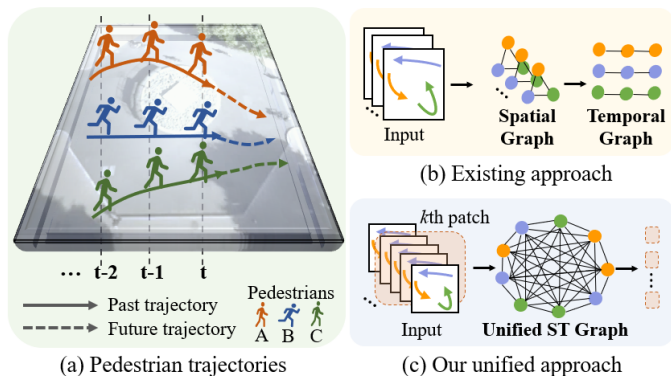 ... t-2 t-1 t
Past trajectory
Future trajectory
Pedestrians
A B C
(a) Pedestrian trajectories
Input
Spatial
Graph
Temporal
Graph
(b) Existing approach
kth patch
Input
Unified ST Graph
(c) Our unified approach